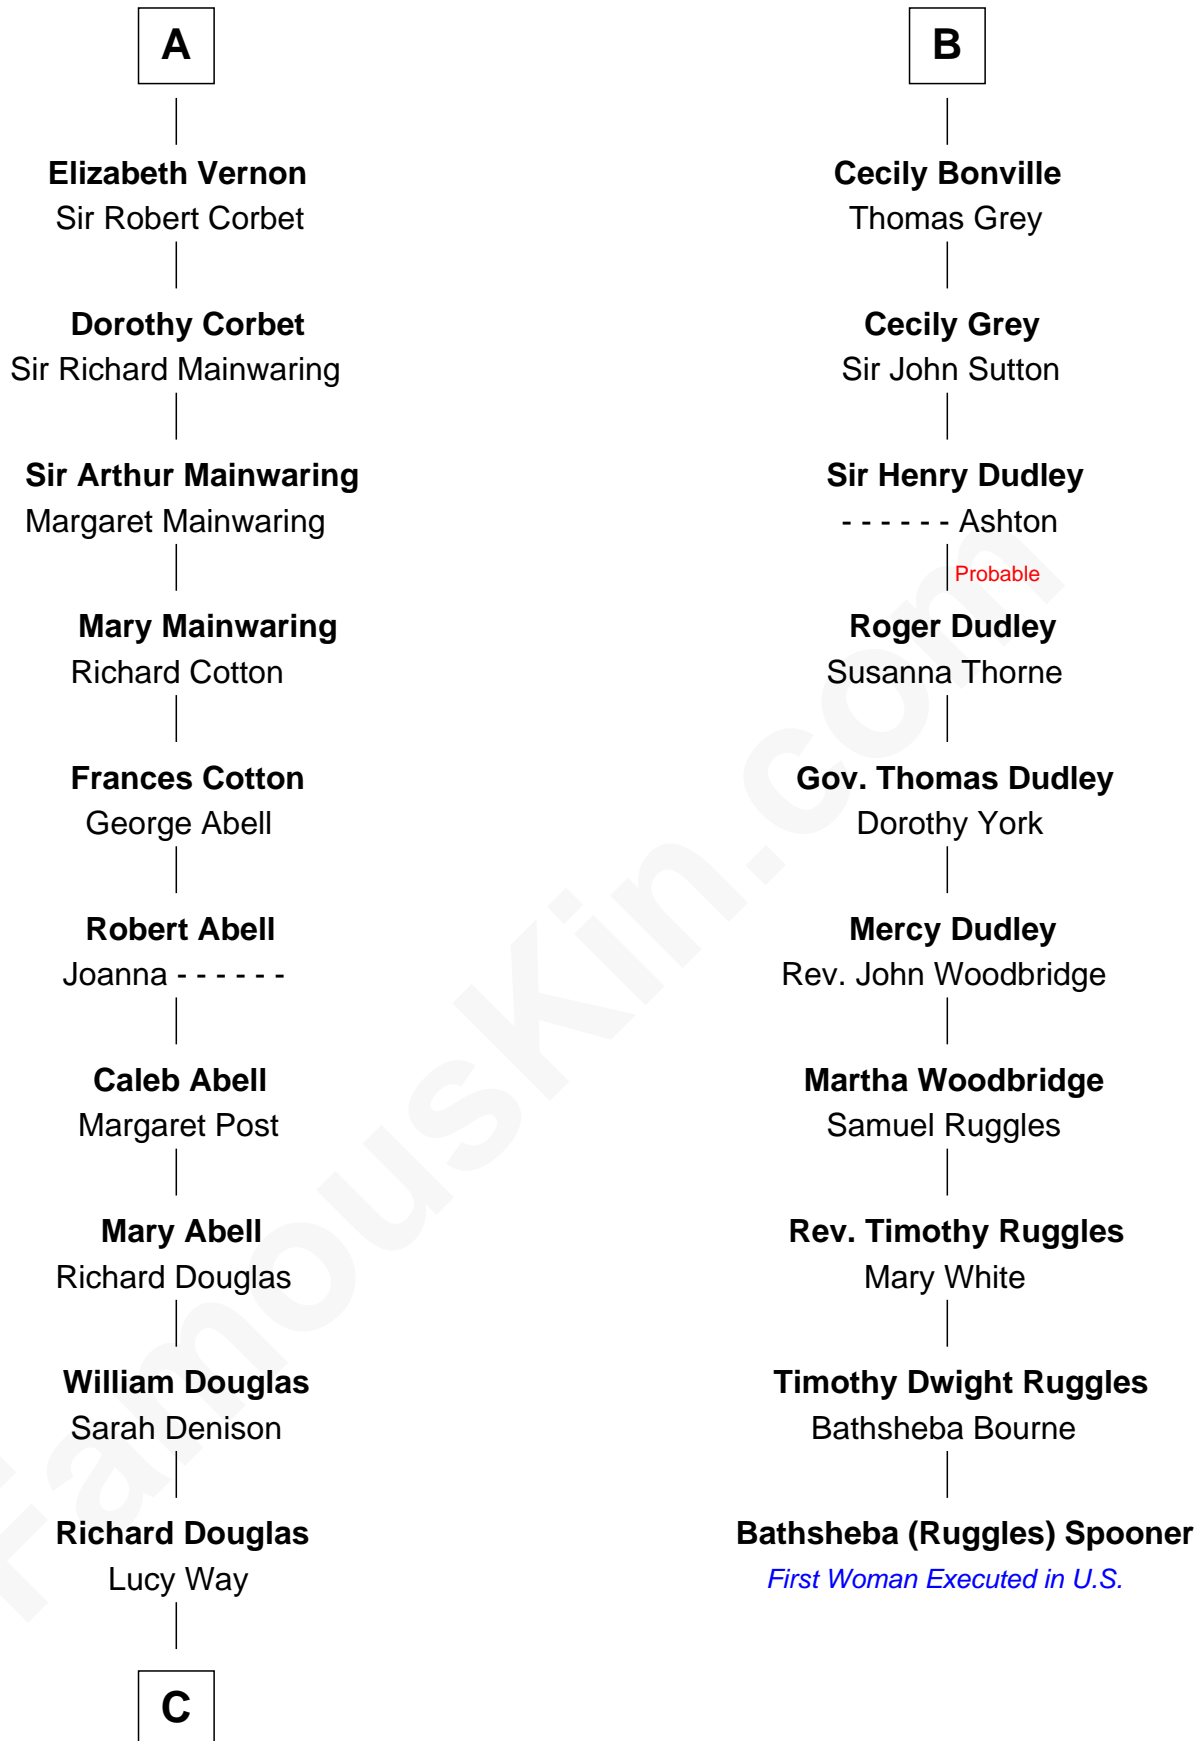 A
Elizabeth Vernon
Sir Robert Corbet
Dorothy Corbet
Sir Richard Mainwaring
Sir Arthur Mainwaring
Margaret Mainwaring
Mary Mainwaring
Richard Cotton
Frances Cotton
George Abell
Robert Abell
Joanna - - - - - -
Caleb Abell
Margaret Post
Mary Abell
Richard Douglas
William Douglas
Sarah Denison
Richard Douglas
Lucy Way
C
B
Cecily Bonville
Thomas Grey
Cecily Grey
Sir John Sutton
Sir Henry Dudley
- - - - - - Ashton
Probable
Roger Dudley
Susanna Thorne
Gov. Thomas Dudley
Dorothy York
Mercy Dudley
Rev. John Woodbridge
Martha Woodbridge
Samuel Ruggles
Rev. Timothy Ruggles
Mary White
Timothy Dwight Ruggles
Bathsheba Bourne
Bathsheba (Ruggles) Spooner
First Woman Executed in U.S.
FamousKin.com